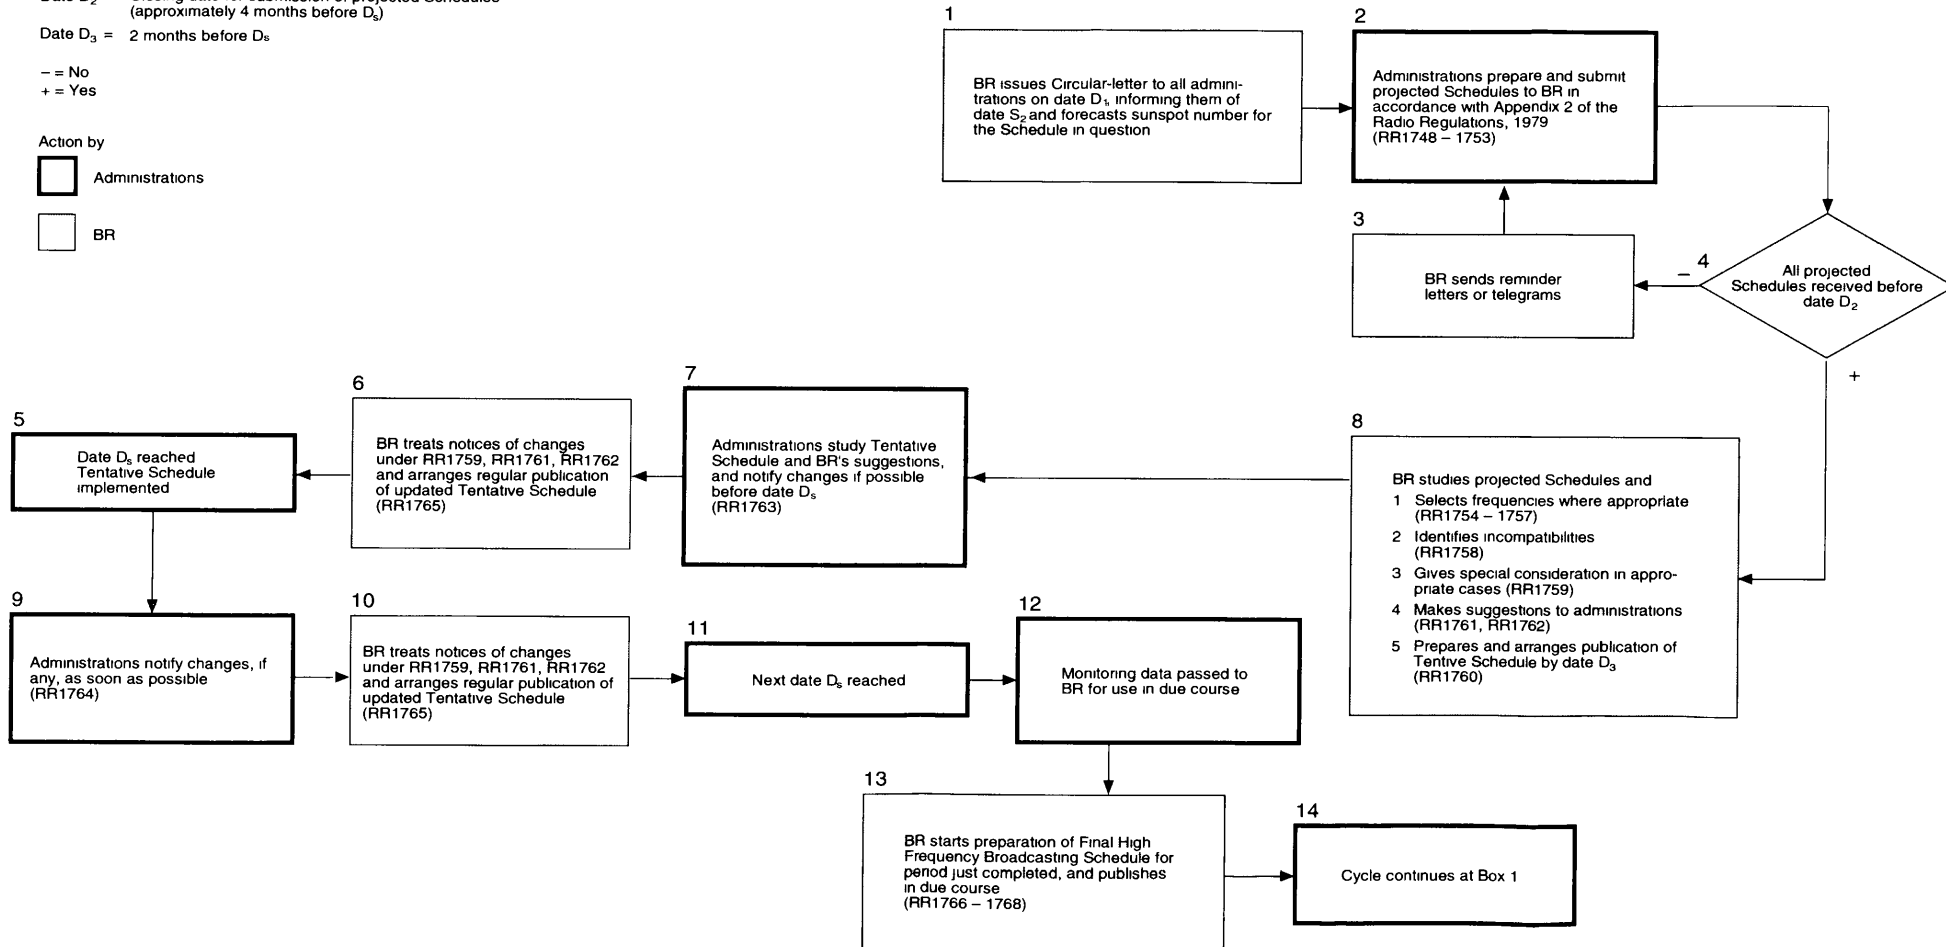 (approximately 4 months before Ds)
Date D3 = 2 months before Ds
− = No
+ = Yes
Action by
Administrations
BR
1
BR issues Circular-letter to all admini-
trations on date D1, informing them of
date S2 and forecasts sunspot number for
the Schedule in question
2
Administrations prepare and submit
projected Schedules to BR in
accordance with Appendix 2 of the
Radio Regulations, 1979
(RR1748 – 1753)
3
BR sends reminder
letters or telegrams
− 4
All projected
Schedules received before
date D2
+
5
Date Ds reached
Tentative Schedule
implemented
6
BR treats notices of changes
under RR1759, RR1761, RR1762
and arranges regular publication
of updated Tentative Schedule
(RR1765)
7
Administrations study Tentative
Schedule and BR's suggestions,
and notify changes if possible
before date Ds
(RR1763)
8
BR studies projected Schedules and
1 Selects frequencies where appropriate
(RR1754 – 1757)
2 Identifies incompatibilities
(RR1758)
3 Gives special consideration in appro-
priate cases (RR1759)
4 Makes suggestions to administrations
(RR1761, RR1762)
5 Prepares and arranges publication of
Tentive Schedule by date D3
(RR1760)
9
Administrations notify changes, if
any, as soon as possible
(RR1764)
10
BR treats notices of changes
under RR1759, RR1761, RR1762
and arranges regular publication of
updated Tentative Schedule
(RR1765)
11
Next date Ds reached
12
Monitoring data passed to
BR for use in due course
13
BR starts preparation of Final High
Frequency Broadcasting Schedule for
period just completed, and publishes
in due course
(RR1766 – 1768)
14
Cycle continues at Box 1